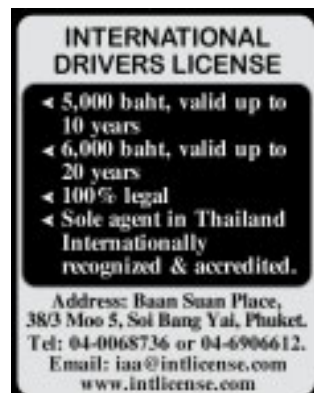 INTERNATIONAL
DRIVERS LICENSE
◄ 5,000 baht, valid up to
10 years
◄ 6,000 baht, valid up to
20 years
◄ 100% legal
◄ Sole agent in Thailand
Internationally
recognized & accredited.
Address: Baan Suan Place,
38/3 Moo 5, Soi Bang Yai, Phuket.
Tel: 04-0068736 or 04-6906612.
Email: iaa@intlicense.com
www.intlicense.com